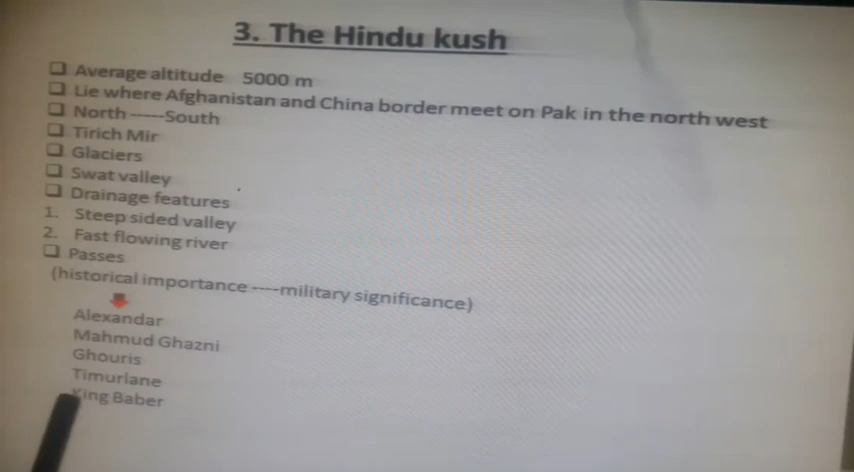 3. The Hindu kush
❑ Average altitude 5000 m
❑ Lie where Afghanistan and China border meet on Pak in the north west
❑ North -----South
❑ Tirich Mir
❑ Glaciers
❑ Swat valley
❑ Drainage features
1. Steep sided valley
2. Fast flowing river
❑ Passes
(historical importance ----military significance)
Alexandar
Mahmud Ghazni
Ghouris
Timurlane
King Baber